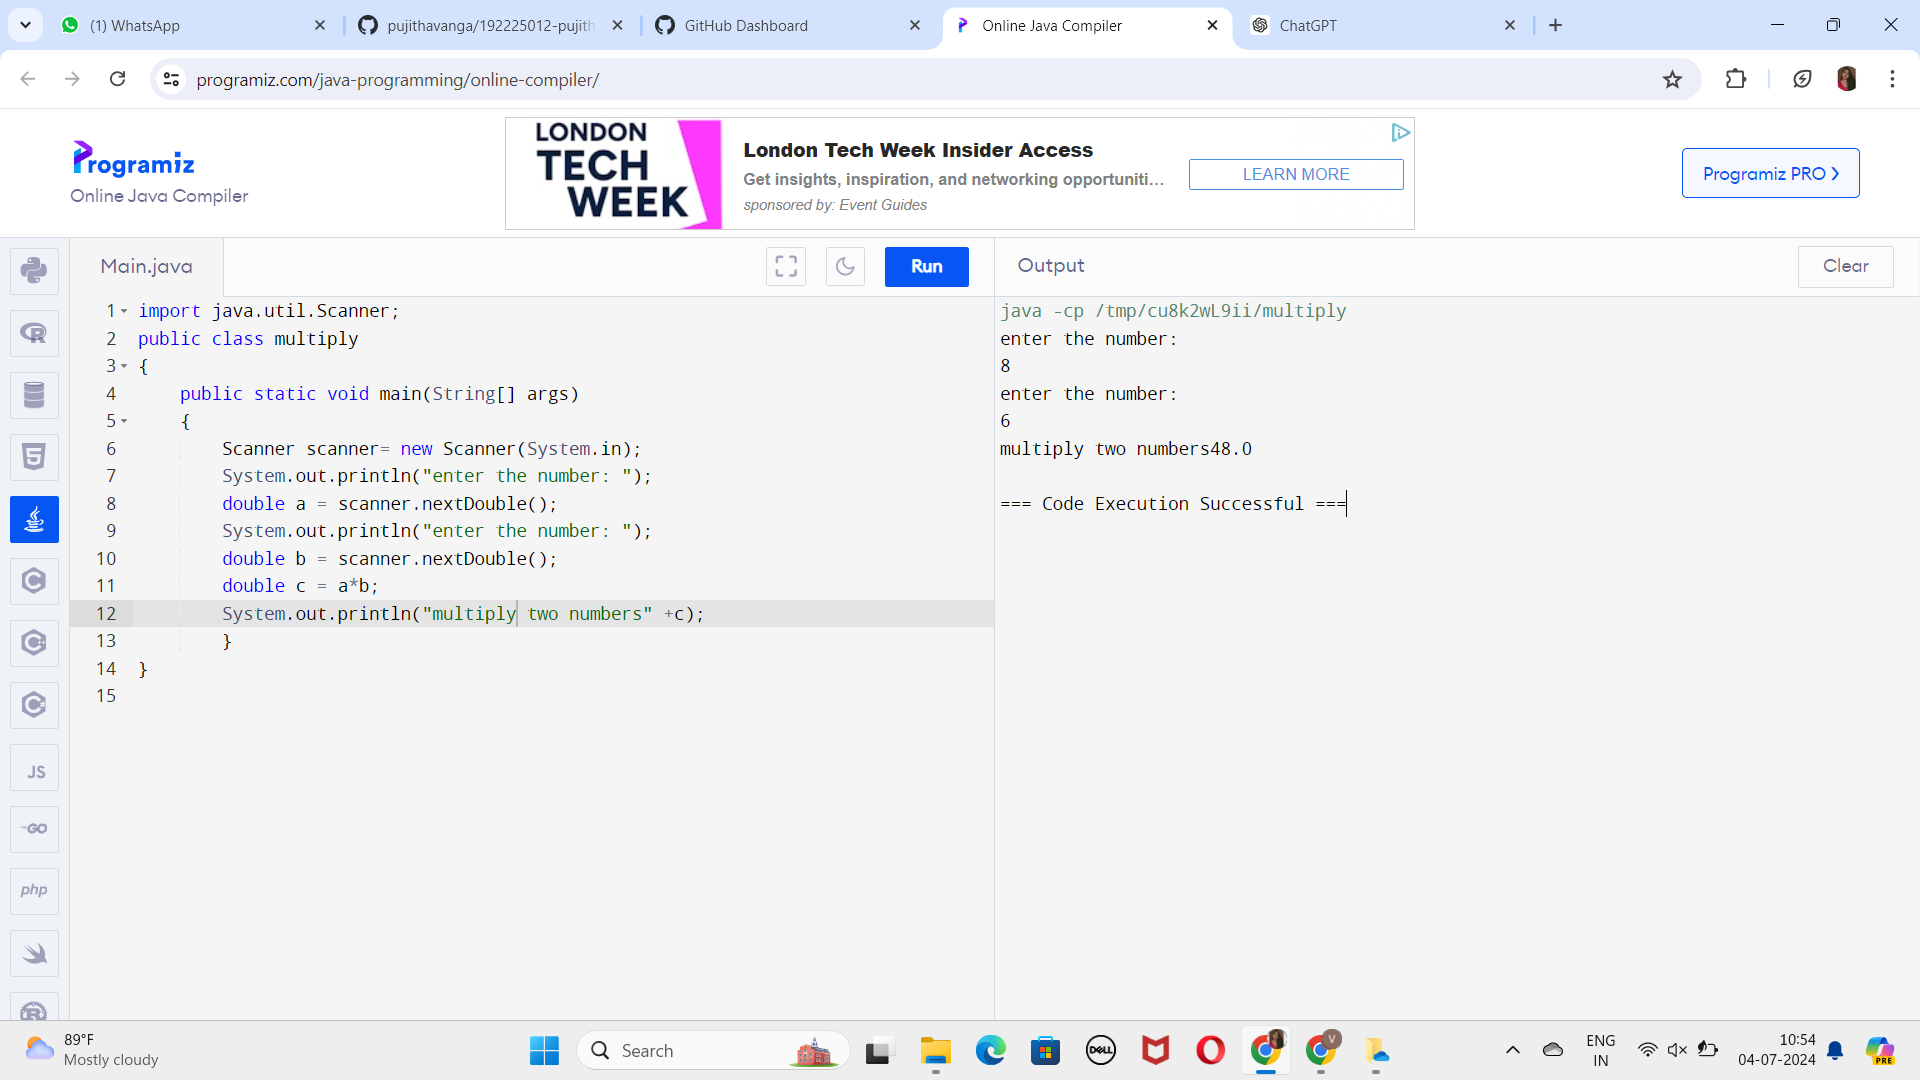 (1) WhatsApp
pujithavanga/192225012-pujith
GitHub Dashboard
Online Java Compiler
ChatGPT
programiz.com/java-programming/online-compiler/
Programiz
Online Java Compiler
LONDON
TECH
WEEK
London Tech Week Insider Access
Get insights, inspiration, and networking opportuniti...
sponsored by: Event Guides
LEARN MORE
Programiz PRO
Main.java
Run
Output
Clear
1 import java.util.Scanner;
2 public class multiply
3 {
4 public static void main(String[] args)
5 {
6 Scanner scanner= new Scanner(System.in);
7 System.out.println("enter the number: ");
8 double a = scanner.nextDouble();
9 System.out.println("enter the number: ");
10 double b = scanner.nextDouble();
11 double c = a*b;
12 System.out.println("multiply two numbers" +c);
13 }
14 }
15
java -cp /tmp/cu8k2wL9ii/multiply
enter the number:
8
enter the number:
6
multiply two numbers48.0
=== Code Execution Successful ===
JS
GO
php
89°F
Mostly cloudy
Search
DELL
V
ENG
IN
10:54
04-07-2024
PRE